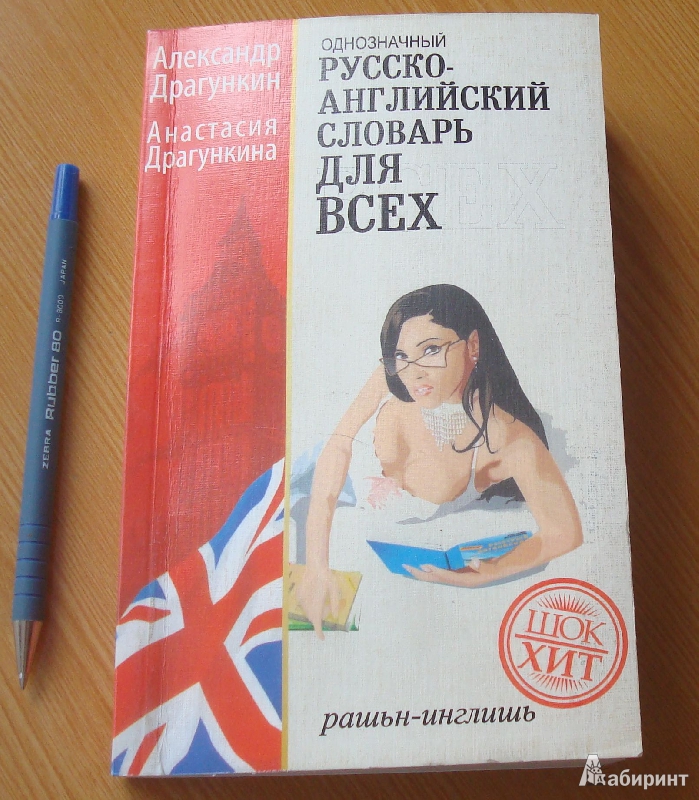 Александр
Драгункин
Анастасия
Драгункина
ОДНОЗНАЧНЫЙ
РУССКО-
АНГЛИЙСКИЙ
СЛОВАРЬ
ДЛЯ
ВСЕХ
ШОК
ХИТ
рашьн-инглишь
ZEBRA Rubber 80 R-8000 JAPAN
Лабиринт